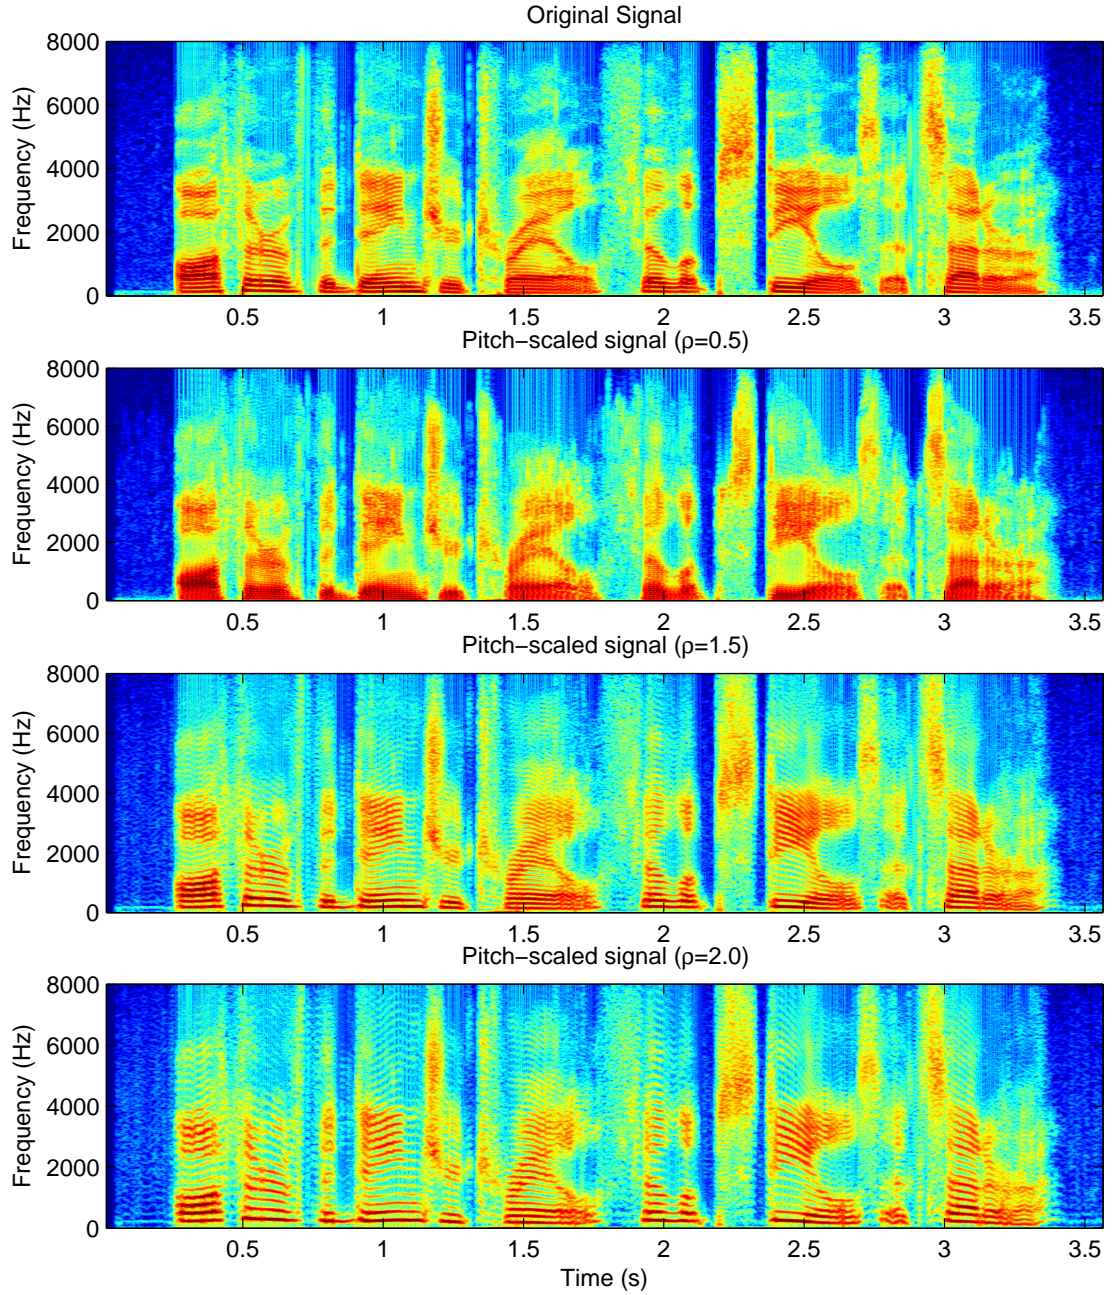 Original Signal
8000
6000
4000
2000
0
Frequency (Hz)
0.5 1 1.5 2 2.5 3 3.5
Pitch−scaled signal (ρ=0.5)
8000
6000
4000
2000
0
Frequency (Hz)
0.5 1 1.5 2 2.5 3 3.5
Pitch−scaled signal (ρ=1.5)
8000
6000
4000
2000
0
Frequency (Hz)
0.5 1 1.5 2 2.5 3 3.5
Pitch−scaled signal (ρ=2.0)
8000
6000
4000
2000
0
Frequency (Hz)
0.5 1 1.5 2 2.5 3 3.5
Time (s)